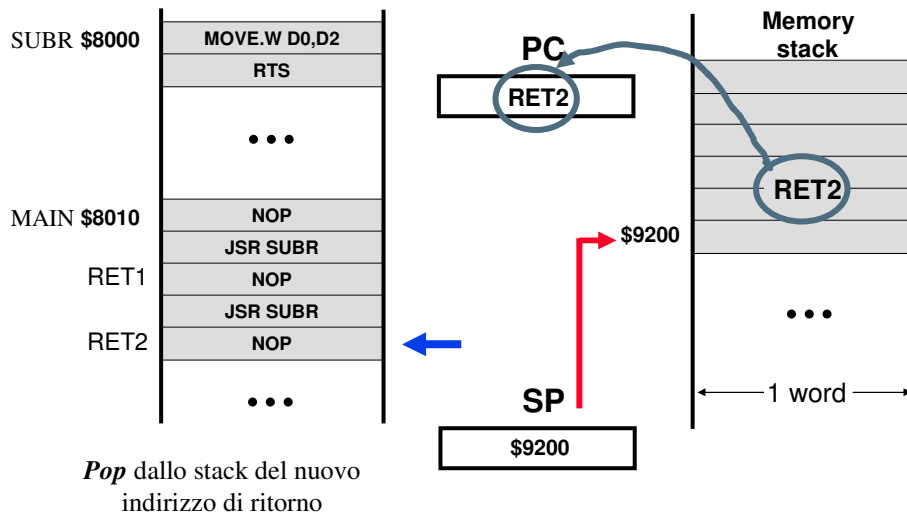 SUBR $8000
MOVE.W D0,D2
RTS
MAIN $8010
NOP
JSR SUBR
RET1
NOP
JSR SUBR
RET2
NOP
Pop dallo stack del nuovo
indirizzo di ritorno
PC
RET2
SP
$9200
Memory
stack
RET2
$9200
1 word